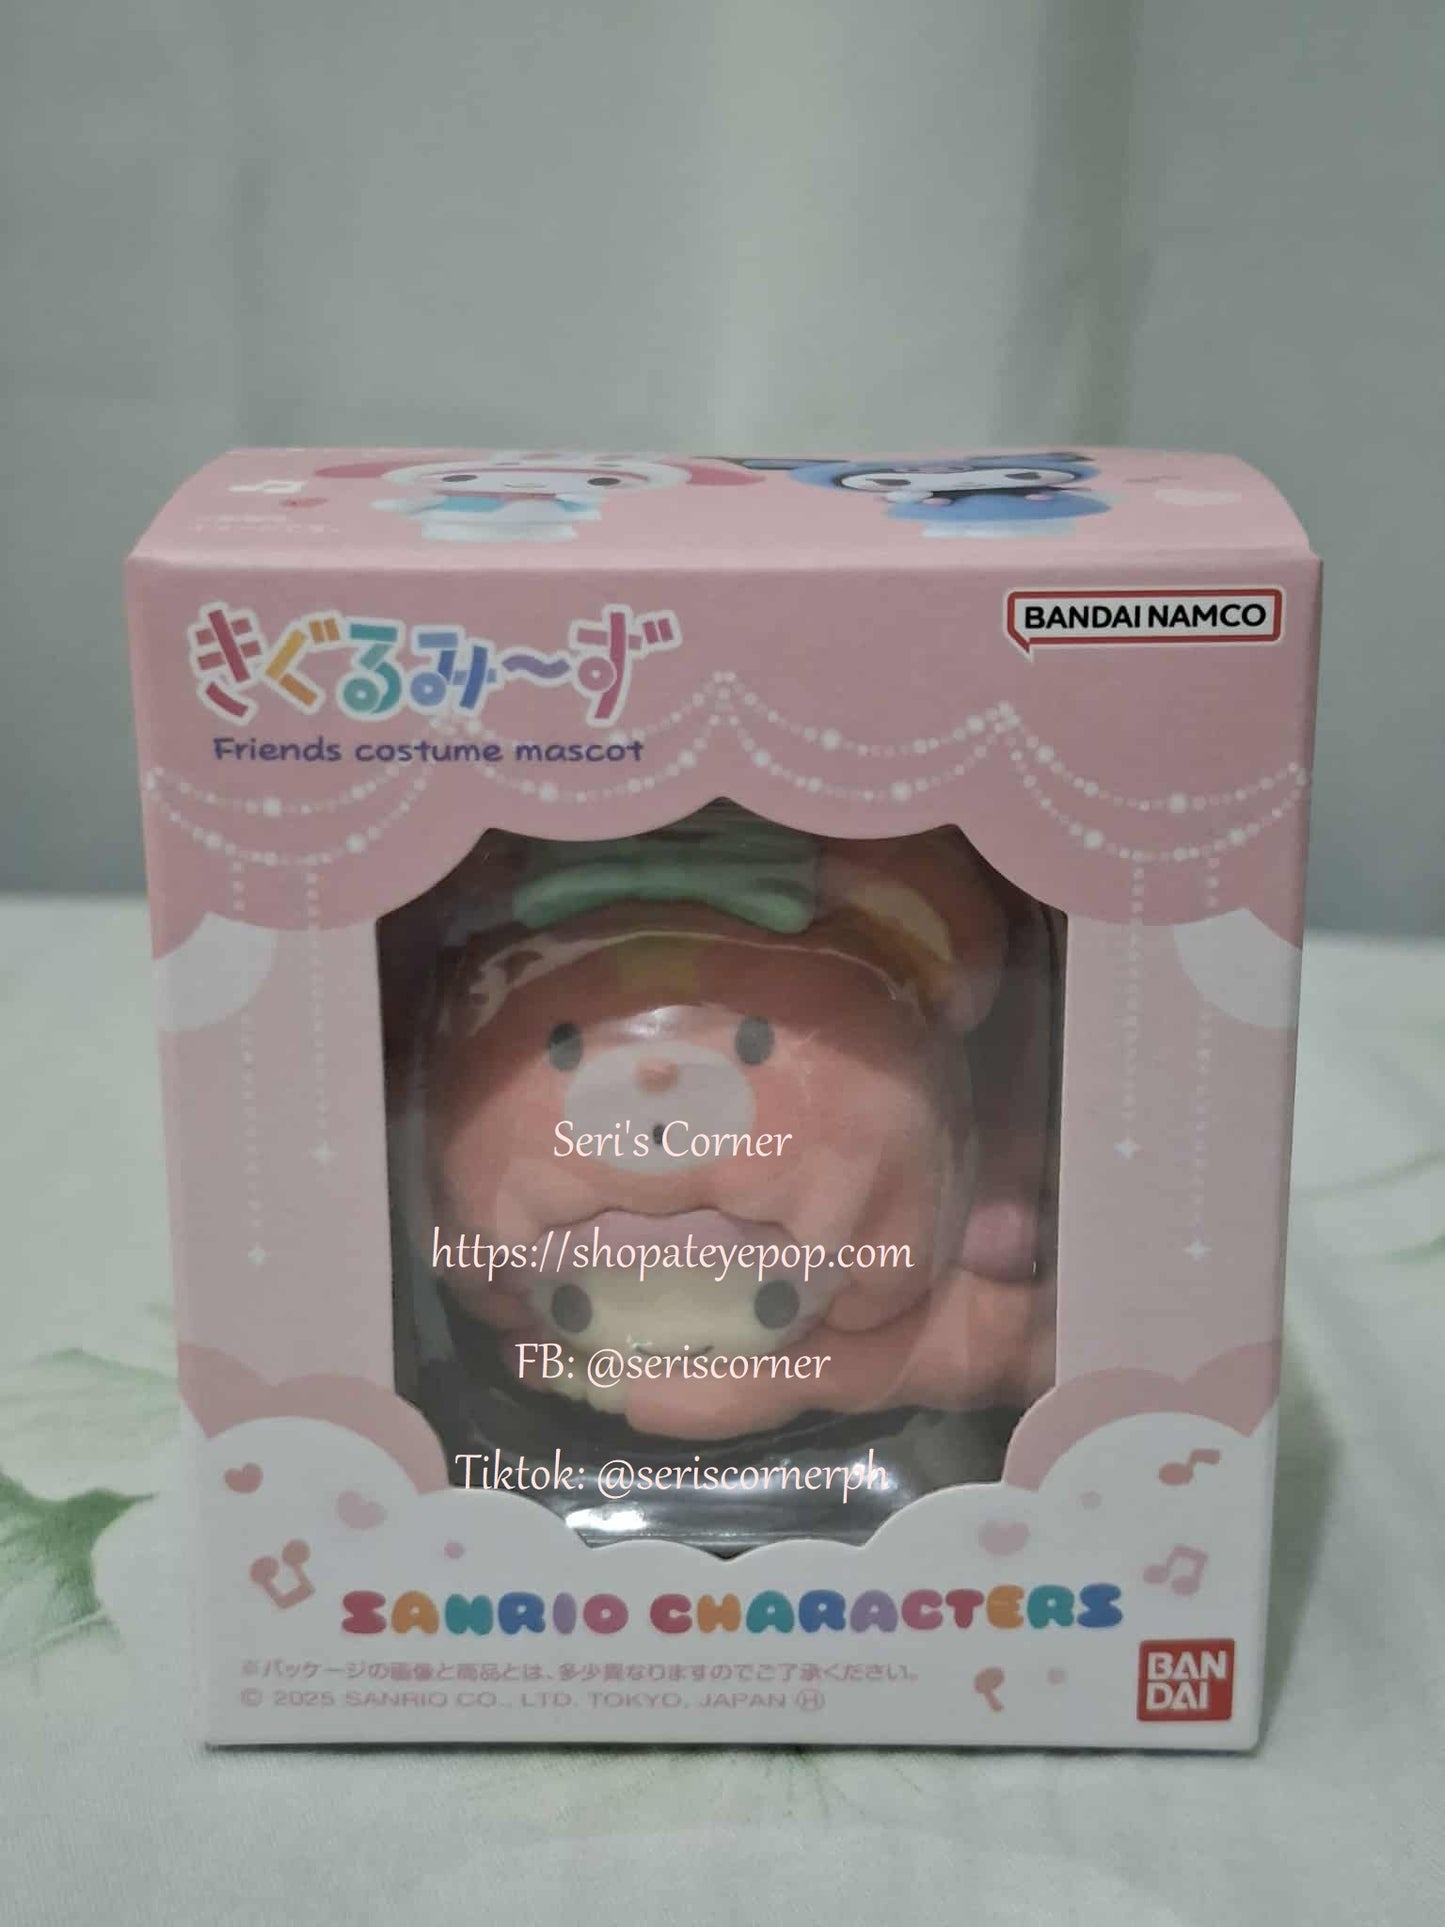 きぐるみ〜ず
BANDAI NAMCO
Friends costume mascot
Seri's Corner
https://shopateyepop.com
FB: @seriscorner
Tiktok: @seriscornerph
SANRIO CHARACTERS
※パッケージの画像と商品とは、多少異なりますのでご了承ください。
© 2025 SANRIO CO., LTD. TOKYO, JAPAN Ⓗ
BAN
DAI